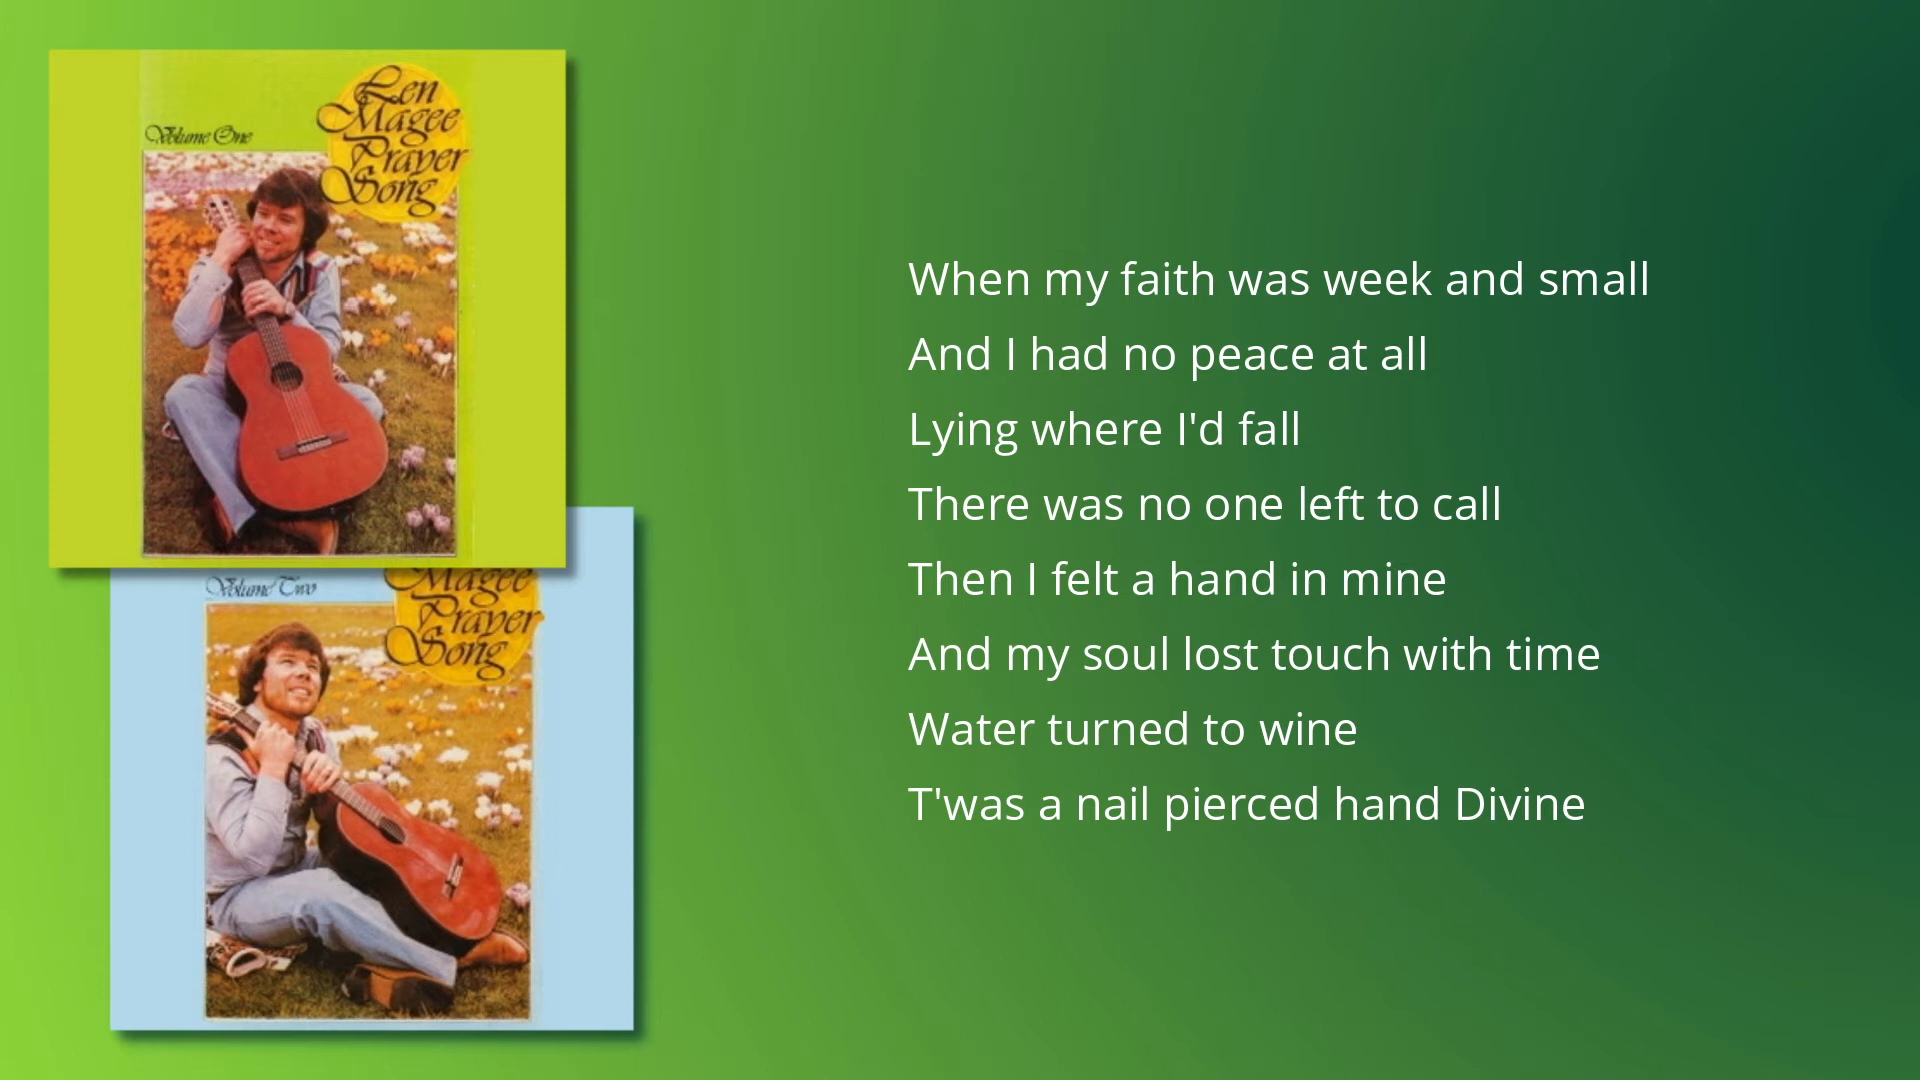 Len
Magee
Prayer
Song
Volume One
Magee
Prayer
Song
Volume Two
When my faith was week and small
And I had no peace at all
Lying where I'd fall
There was no one left to call
Then I felt a hand in mine
And my soul lost touch with time
Water turned to wine
T'was a nail pierced hand Divine